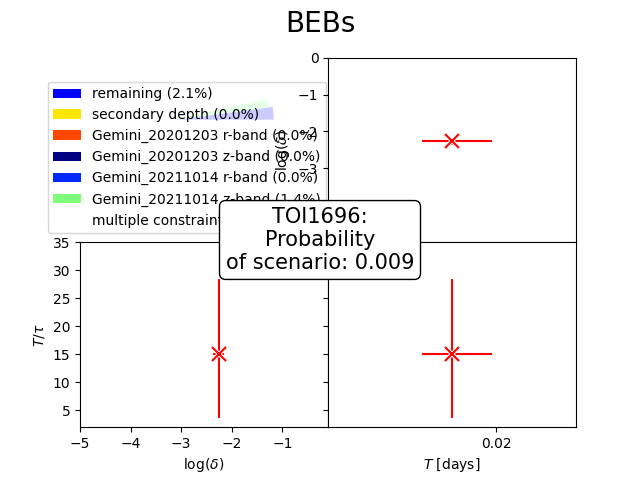 BEBs
remaining (2.1%)
secondary depth (0.0%)
Gemini_20201203 r-band (0.0%)
Gemini_20201203 z-band (0.0%)
Gemini_20211014 r-band (0.0%)
Gemini_20211014 z-band (1.4%)
multiple constraint
0
−1
−2
−3
log(δ)
TOI1696:
Probability
of scenario: 0.009
35
30
25
20
15
10
5
T/τ
−5
−4
−3
−2
−1
log(δ)
0.02
T [days]